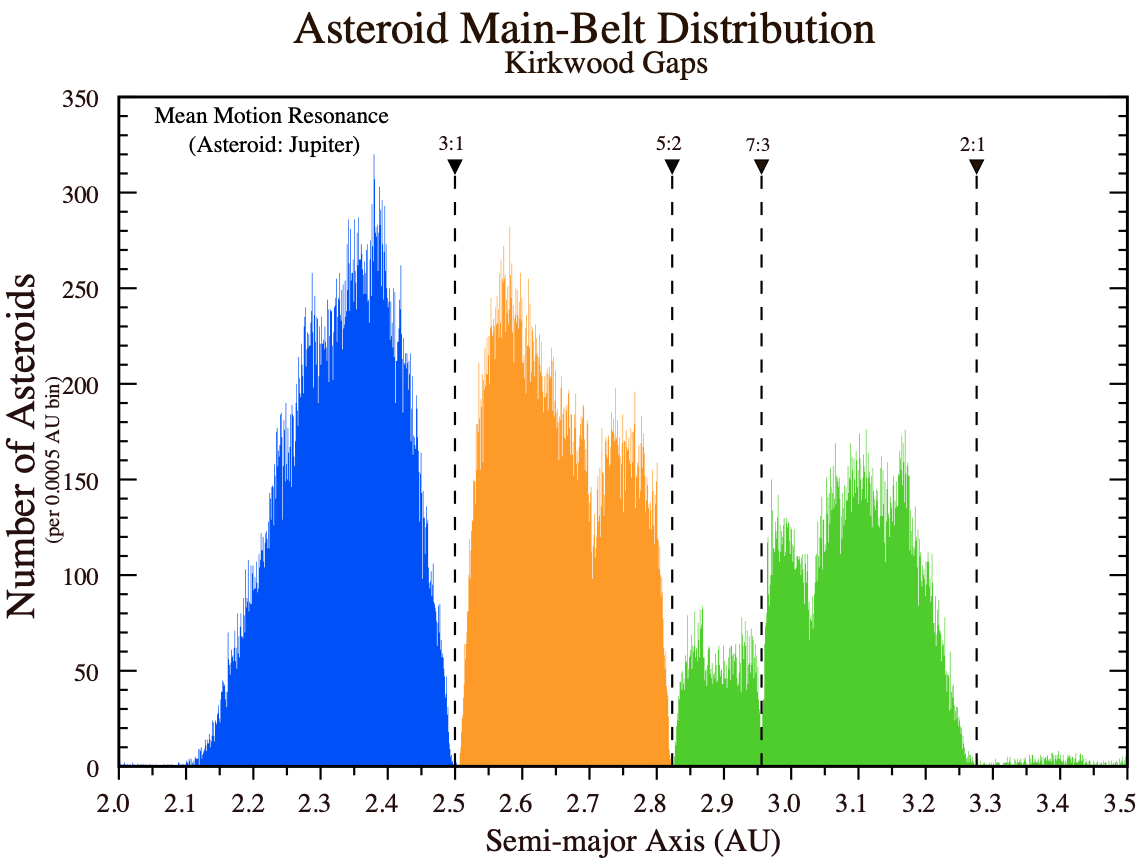 Asteroid Main-Belt Distribution
Kirkwood Gaps
Mean Motion Resonance
(Asteroid: Jupiter)
3:1
5:2
7:3
2:1
Number of Asteroids
(per 0.0005 AU bin)
350
300
250
200
150
100
50
0
2.0 2.1 2.2 2.3 2.4 2.5 2.6 2.7 2.8 2.9 3.0 3.1 3.2 3.3 3.4 3.5
Semi-major Axis (AU)